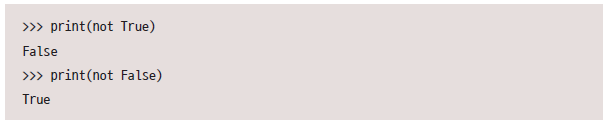 >>> print(not True)
False
>>> print(not False)
True